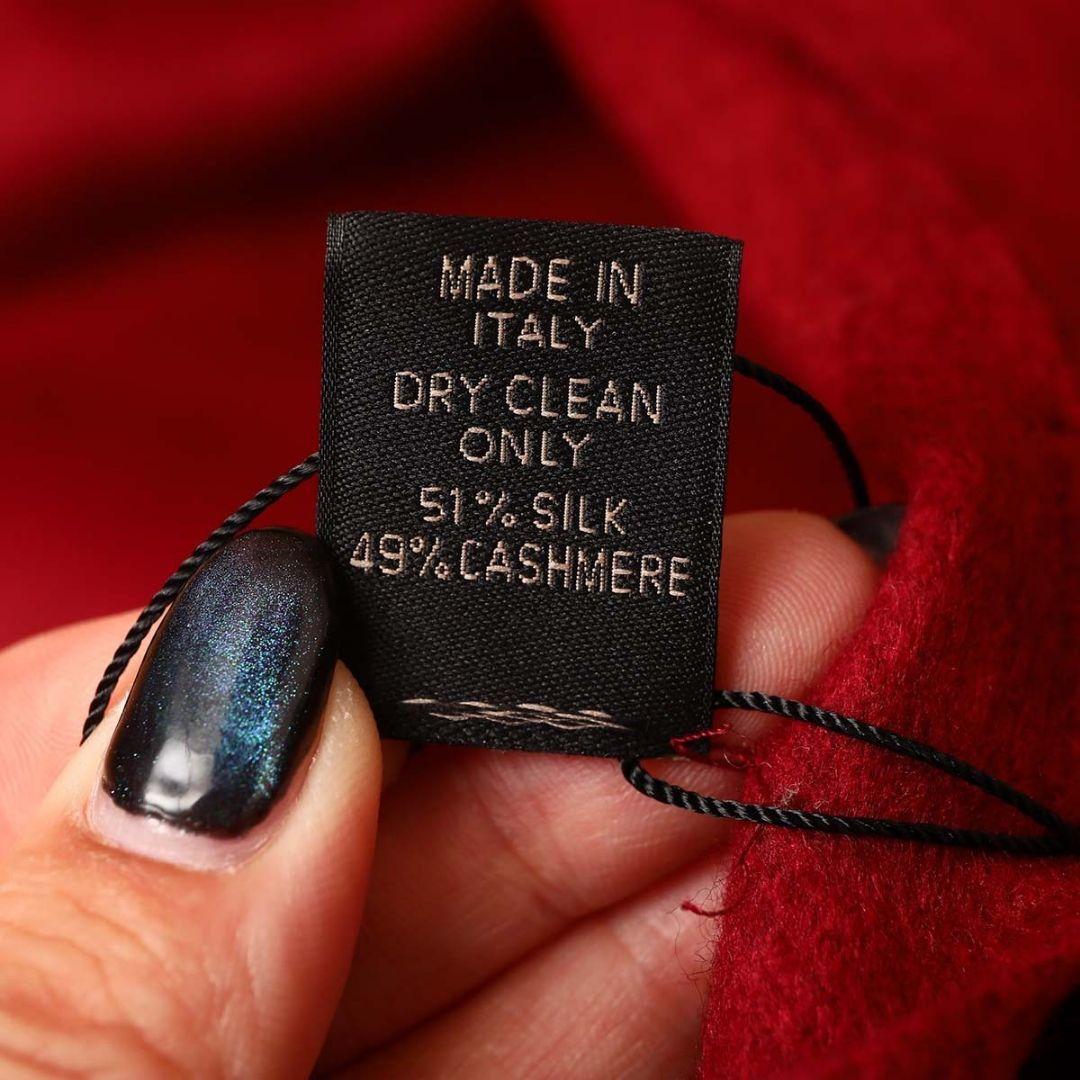 MADE IN
ITALY
DRY CLEAN
ONLY
51% SILK
49% CASHMERE